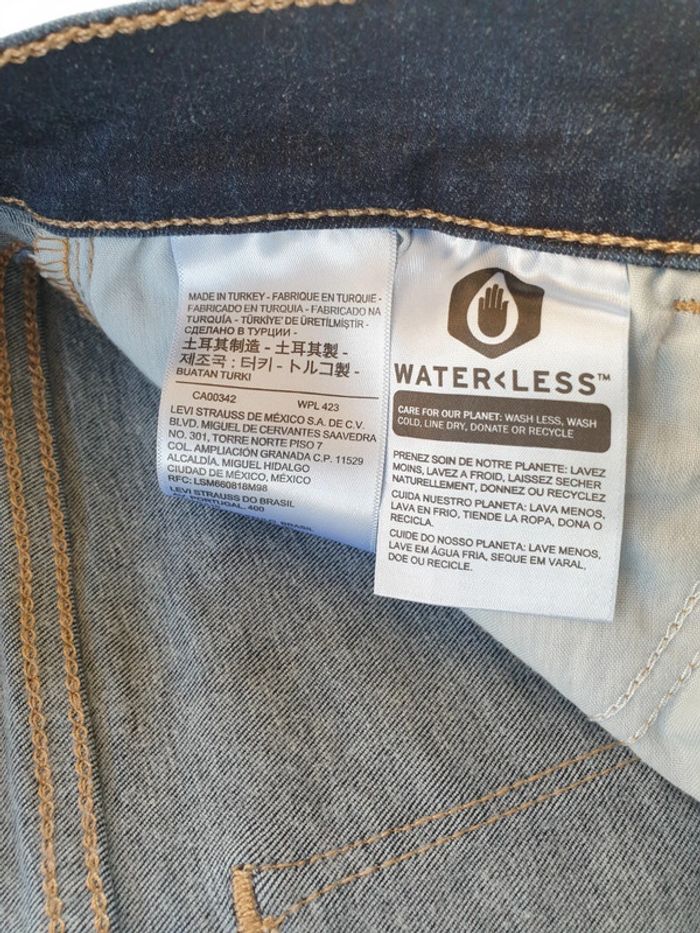 MADE IN TURKEY - FABRIQUE EN TURQUIE -
FABRICADO EN TURQUIA - FABRICADO NA
TURQUÍA - TÜRKİYE' DE ÜRETİLMİŞTİR -
СДЕЛАНО В ТУРЦИИ -
土耳其制造 - 土耳其製 -
제조국 : 터키 - トルコ製 -
BUATAN TURKI
CA00342 WPL 423
LEVI STRAUSS DE MÉXICO S.A. DE C.V.
BLVD. MIGUEL DE CERVANTES SAAVEDRA
NO. 301, TORRE NORTE PISO 7
COL. AMPLIACIÓN GRANADA C.P. 11529
ALCALDÍA. MIGUEL HIDALGO
CIUDAD DE MÉXICO, MÉXICO
RFC: LSM660818M98
LEVI STRAUSS DO BRASIL
PORTUGAL, 400
BRASIL
WATER<LESS™
CARE FOR OUR PLANET: WASH LESS, WASH
COLD, LINE DRY, DONATE OR RECYCLE
PRENEZ SOIN DE NOTRE PLANETE: LAVEZ
MOINS, LAVEZ A FROID, LAISSEZ SECHER
NATURELLEMENT, DONNEZ OU RECYCLEZ
CUIDA NUESTRO PLANETA: LAVA MENOS,
LAVA EN FRIO, TIENDE LA ROPA, DONA O
RECICLA.
CUIDE DO NOSSO PLANETA: LAVE MENOS,
LAVE EM ÁGUA FRIA, SEQUE EM VARAL,
DOE OU RECICLE.